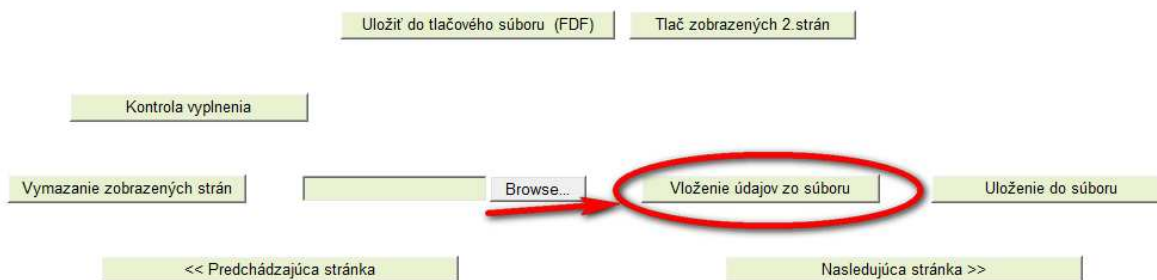 Uložiť do tlačového súboru (FDF) Tlač zobrazených 2.strán
Kontrola vyplnenia
Vymazanie zobrazených strán Browse... Vloženie údajov zo súboru Uloženie do súboru
<< Predchádzajúca stránka Nasledujúca stránka >>